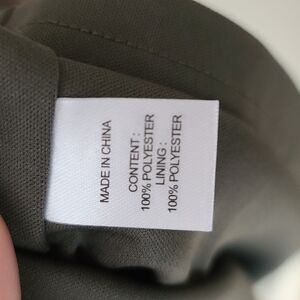 MADE IN CHINA
CONTENT :
100% POLYESTER
LINING :
100% POLYESTER